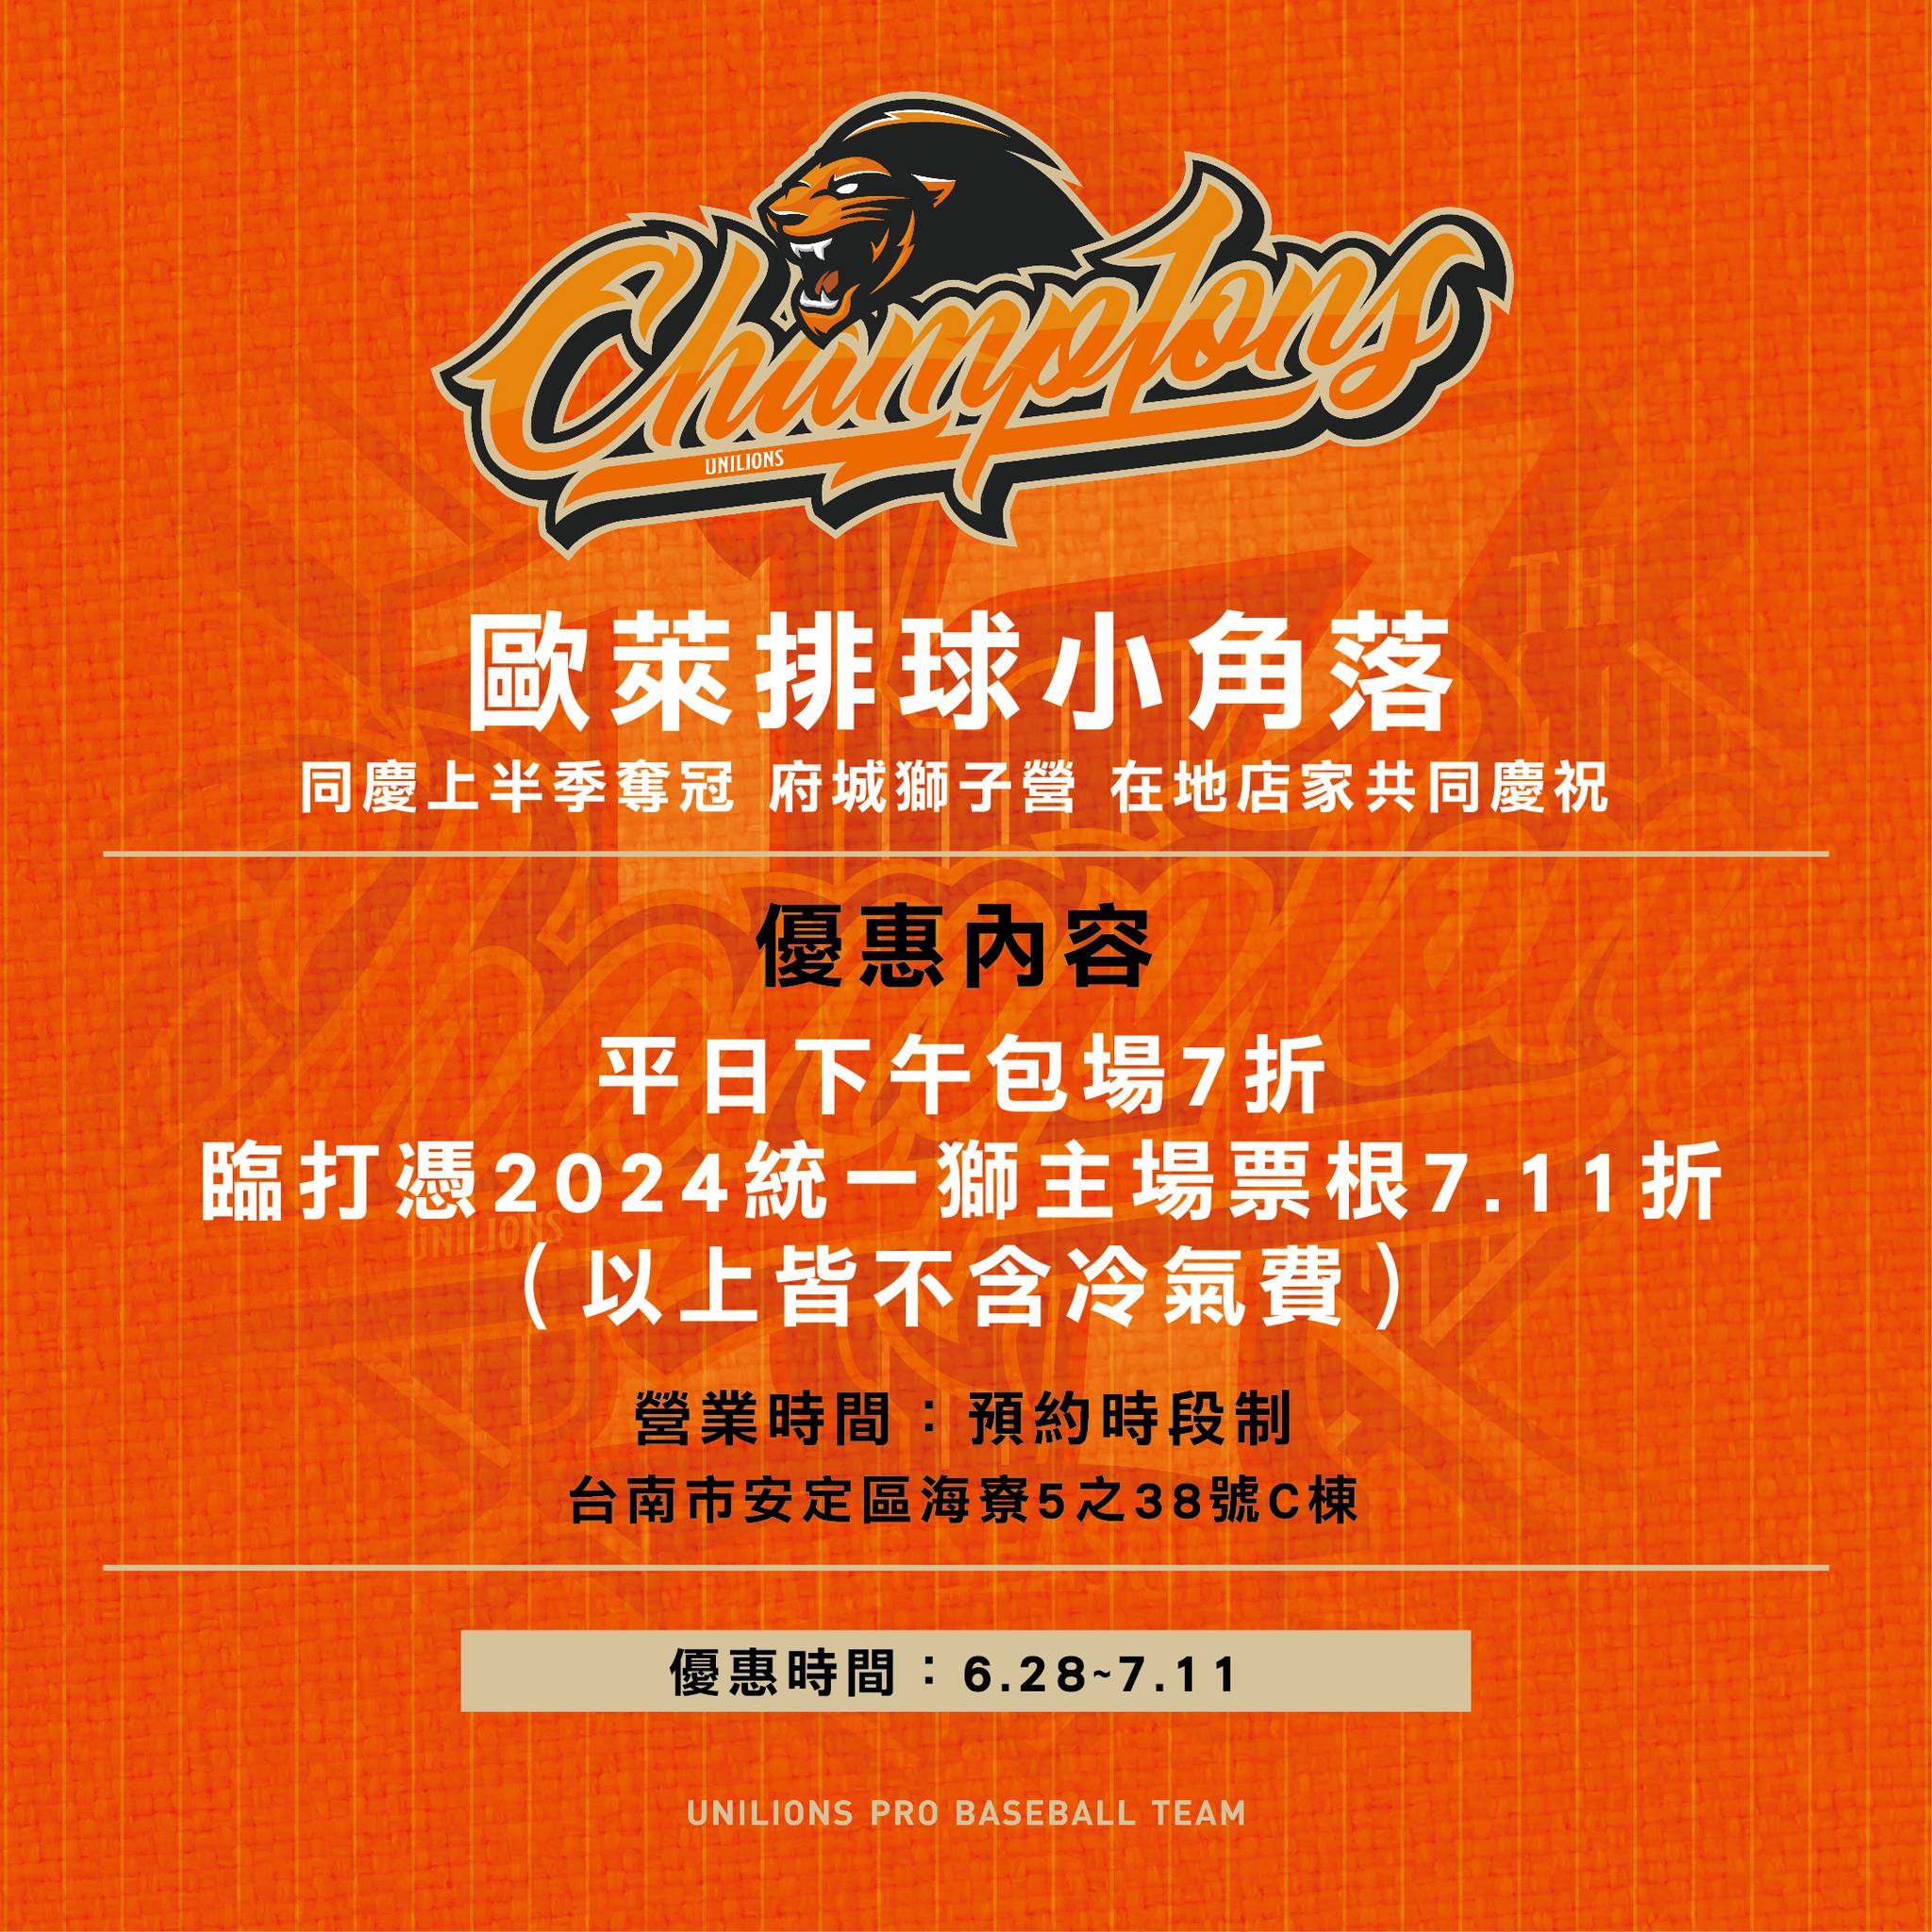 Champ1ons
UNILIONS
TH
歐萊排球小角落
同慶上半季奪冠 府城獅子營 在地店家共同慶祝
優惠內容
平日下午包場7折
臨打憑2024統一獅主場票根7.11折
UNILIONS
(以上皆不含冷氣費)
營業時間：預約時段制
台南市安定區海寮5之38號C棟
優惠時間：6.28~7.11
UNILIONS PRO BASEBALL TEAM